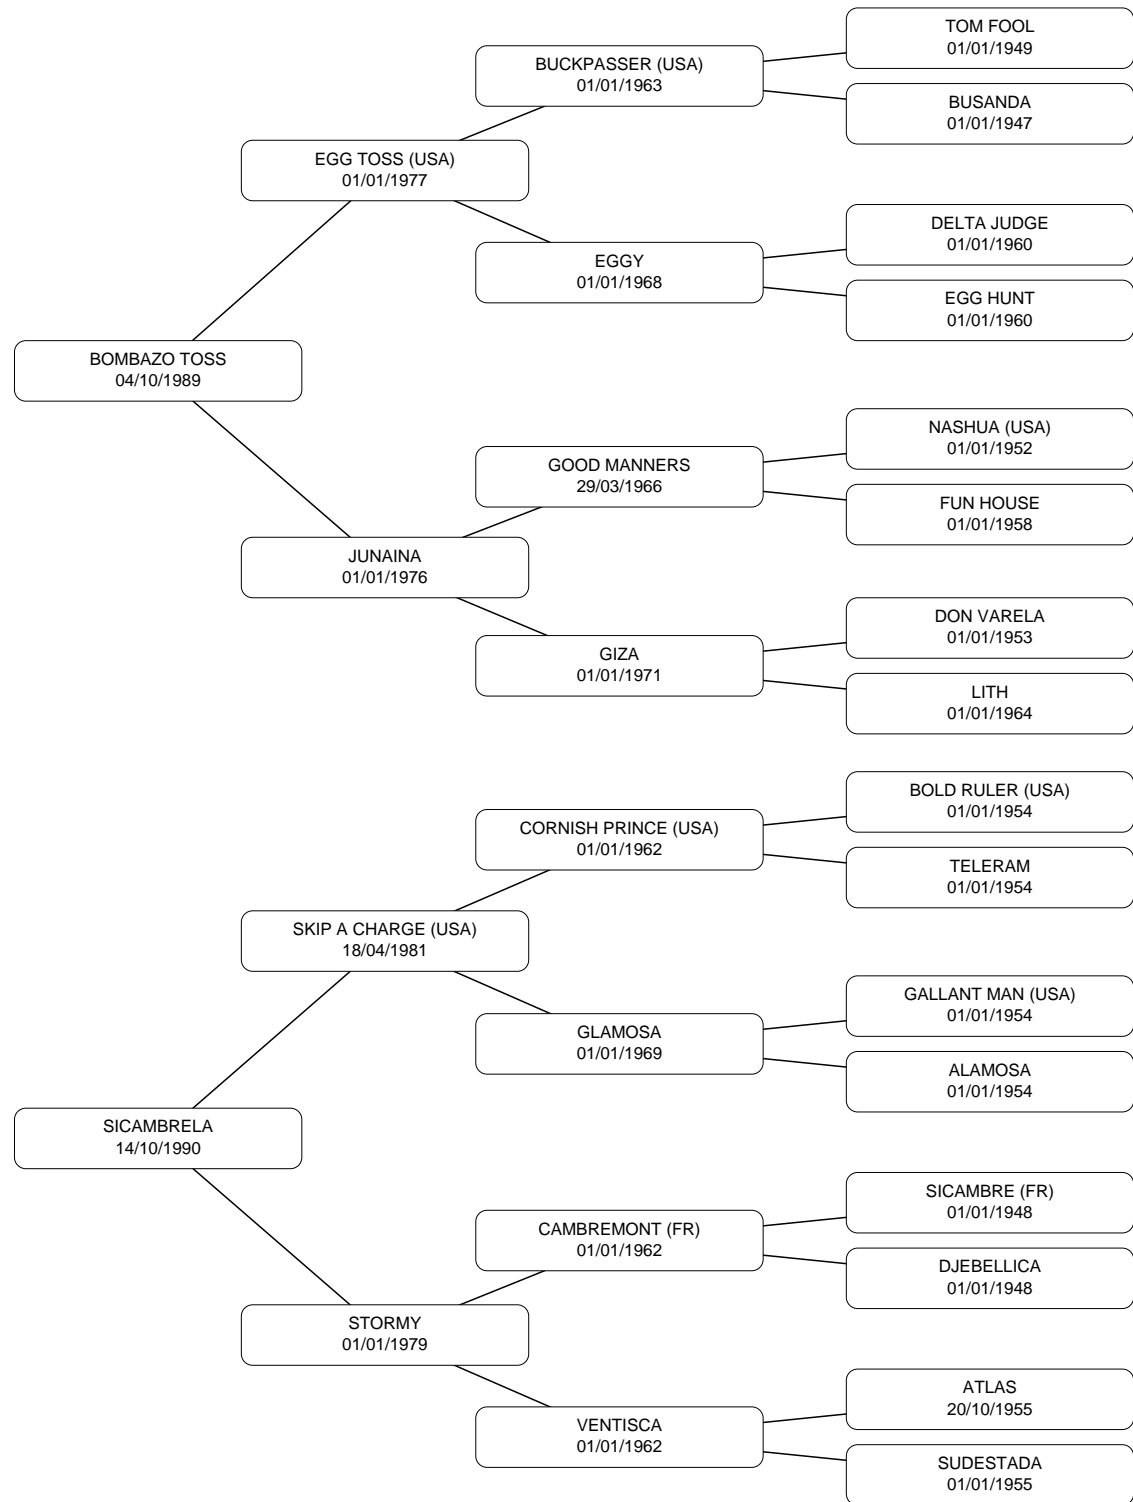 TOM FOOL
01/01/1949
BUCKPASSER (USA)
01/01/1963
BUSANDA
01/01/1947
EGG TOSS (USA)
01/01/1977
DELTA JUDGE
01/01/1960
EGGY
01/01/1968
EGG HUNT
01/01/1960
BOMBAZO TOSS
04/10/1989
NASHUA (USA)
01/01/1952
GOOD MANNERS
29/03/1966
FUN HOUSE
01/01/1958
JUNAINA
01/01/1976
DON VARELA
01/01/1953
GIZA
01/01/1971
LITH
01/01/1964
BOLD RULER (USA)
01/01/1954
CORNISH PRINCE (USA)
01/01/1962
TELERAM
01/01/1954
SKIP A CHARGE (USA)
18/04/1981
GALLANT MAN (USA)
01/01/1954
GLAMOSA
01/01/1969
ALAMOSA
01/01/1954
SICAMBRELA
14/10/1990
SICAMBRE (FR)
01/01/1948
CAMBREMONT (FR)
01/01/1962
DJEBELLICA
01/01/1948
STORMY
01/01/1979
ATLAS
20/10/1955
VENTISCA
01/01/1962
SUDESTADA
01/01/1955